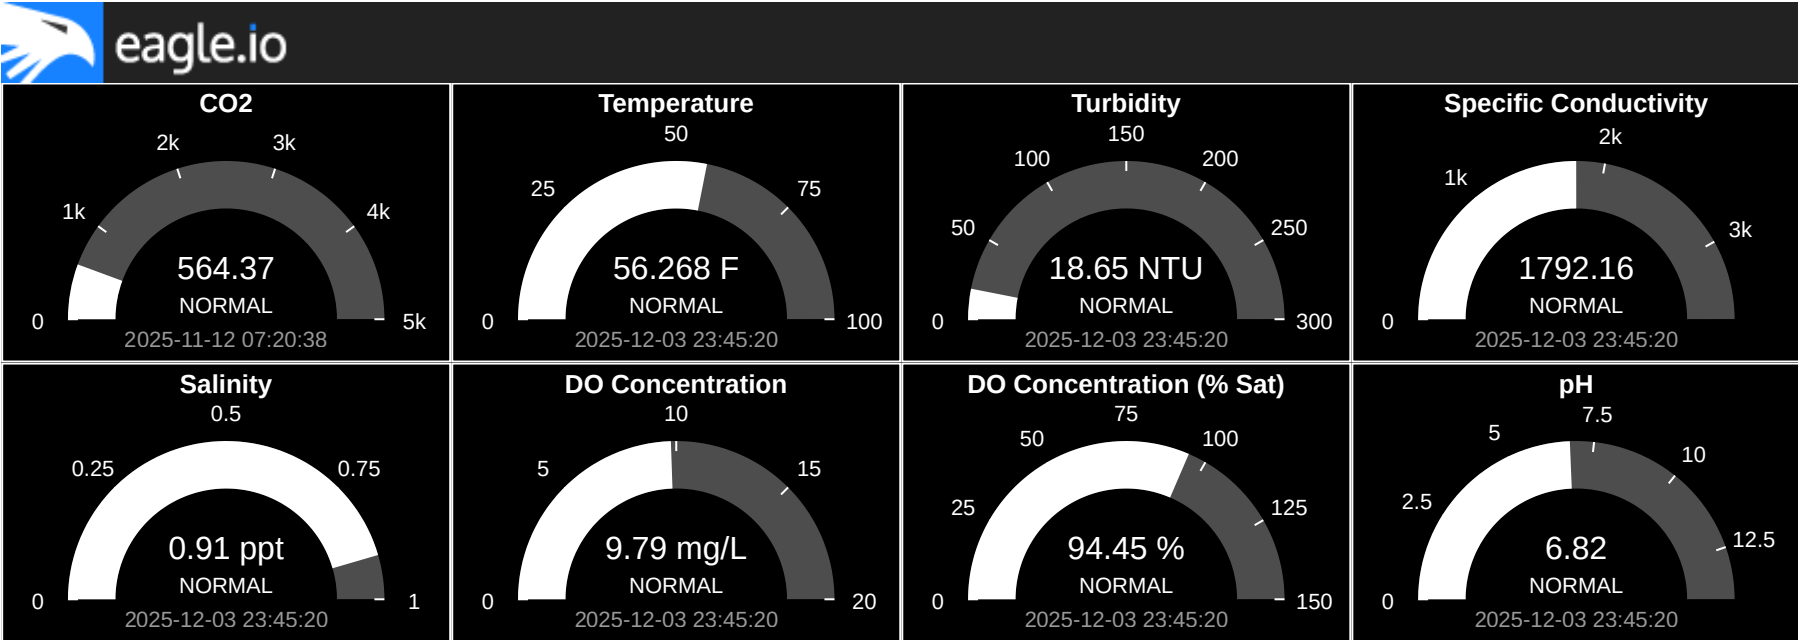 eagle.io
CO2
0
1k
2k
3k
4k
5k
564.37
NORMAL
2025-11-12 07:20:38
Temperature
0
25
50
75
100
56.268 F
NORMAL
2025-12-03 23:45:20
Turbidity
0
50
100
150
200
250
300
18.65 NTU
NORMAL
2025-12-03 23:45:20
Specific Conductivity
0
1k
2k
3k
1792.16
NORMAL
2025-12-03 23:45:20
Salinity
0
0.25
0.5
0.75
1
0.91 ppt
NORMAL
2025-12-03 23:45:20
DO Concentration
0
5
10
15
20
9.79 mg/L
NORMAL
2025-12-03 23:45:20
DO Concentration (% Sat)
0
25
50
75
100
125
150
94.45 %
NORMAL
2025-12-03 23:45:20
pH
0
2.5
5
7.5
10
12.5
6.82
NORMAL
2025-12-03 23:45:20